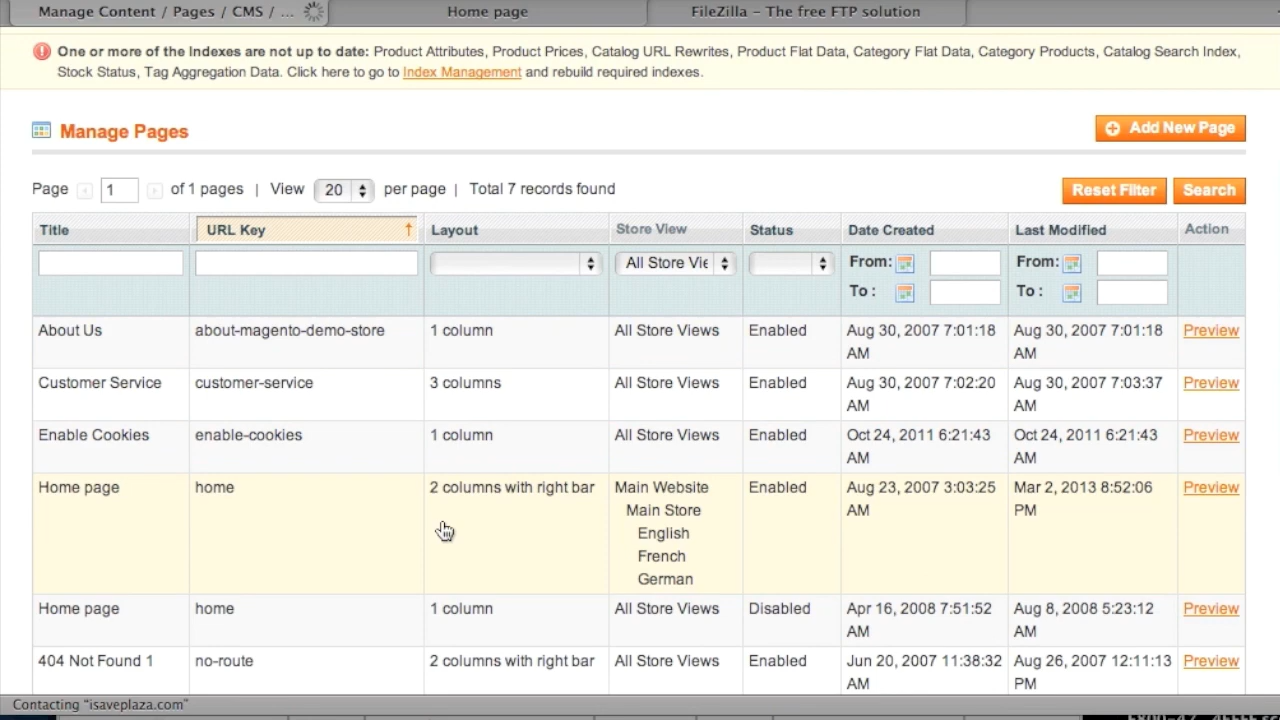 Manage Content / Pages / CMS / ...
Home page
FileZilla - The free FTP solution
One or more of the Indexes are not up to date: Product Attributes, Product Prices, Catalog URL Rewrites, Product Flat Data, Category Flat Data, Category Products, Catalog Search Index,
Stock Status, Tag Aggregation Data. Click here to go to Index Management and rebuild required indexes.
Manage Pages
Add New Page
Page 1 of 1 pages | View 20 per page | Total 7 records found
Reset Filter Search
Title URL Key Layout Store View Status Date Created Last Modified Action
All Store Vie From: From:
To : To :
About Us about-magento-demo-store 1 column All Store Views Enabled Aug 30, 2007 7:01:18 Aug 30, 2007 7:01:18 Preview
AM AM
Customer Service customer-service 3 columns All Store Views Enabled Aug 30, 2007 7:02:20 Aug 30, 2007 7:03:37 Preview
AM AM
Enable Cookies enable-cookies 1 column All Store Views Enabled Oct 24, 2011 6:21:43 Oct 24, 2011 6:21:43 Preview
AM AM
Home page home 2 columns with right bar Main Website Enabled Aug 23, 2007 3:03:25 Mar 2, 2013 8:52:06 Preview
Main Store AM PM
English
French
German
Home page home 1 column All Store Views Disabled Apr 16, 2008 7:51:52 Aug 8, 2008 5:23:12 Preview
AM AM
404 Not Found 1 no-route 2 columns with right bar All Store Views Enabled Jun 20, 2007 11:38:32 Aug 26, 2007 12:11:13 Preview
AM PM
Contacting "isaveplaza.com"